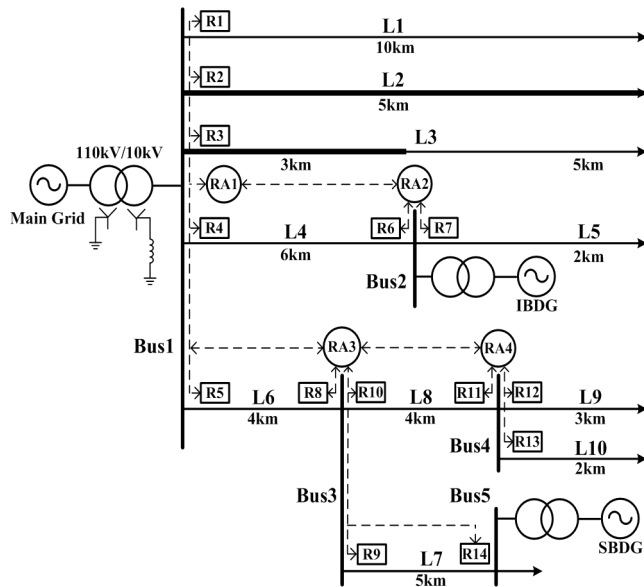 R1
L1
10km
R2
L2
5km
R3
L3
3km
5km
110kV/10kV
Main Grid
RA1
RA2
R4
L4
6km
R6
R7
L5
2km
Bus2
IBDG
Bus1
RA3
RA4
R5
L6
4km
R8
R10
L8
4km
R11
R12
L9
3km
Bus4
R13
L10
2km
Bus3
Bus5
SBDG
R9
L7
5km
R14